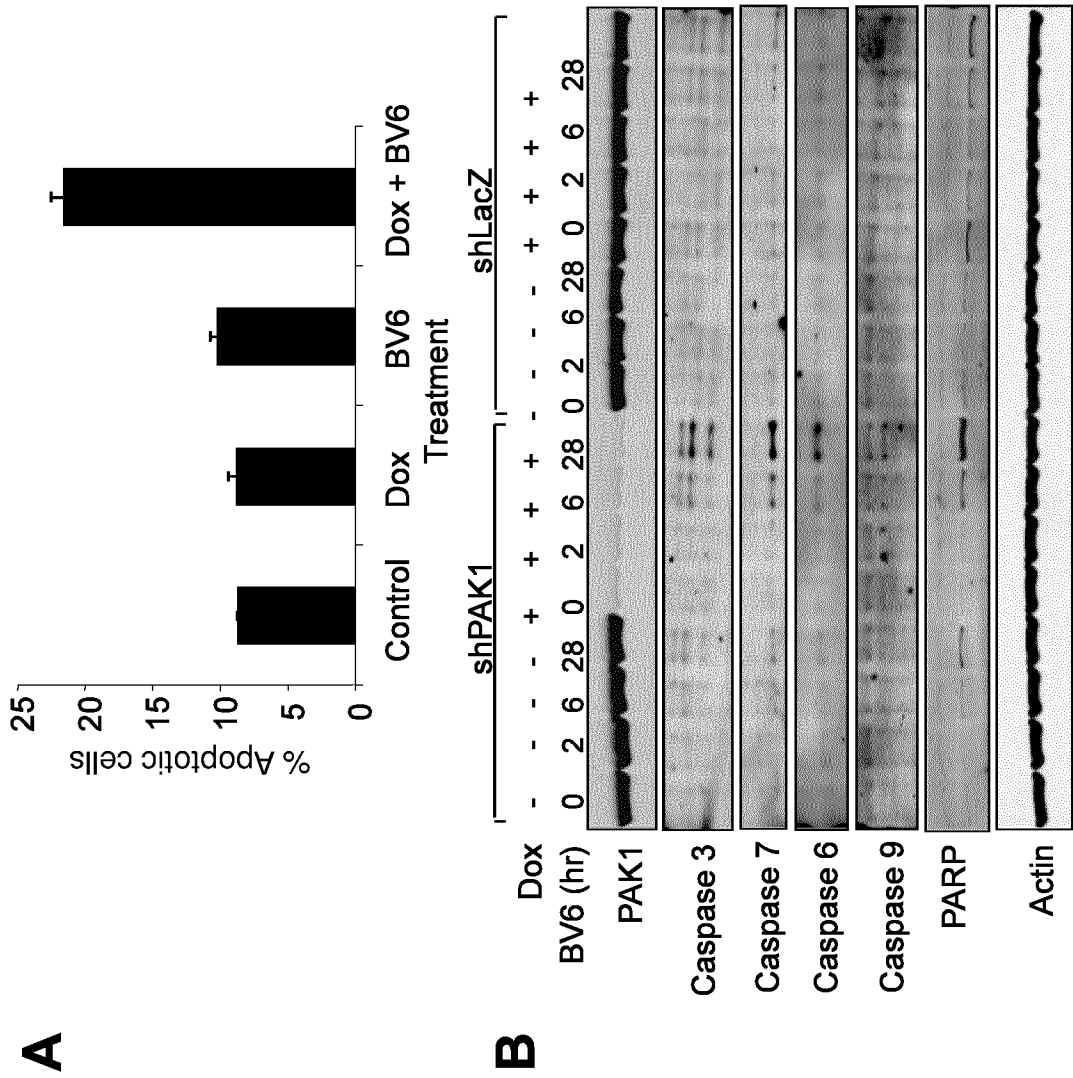 A
% Apoptotic cells
25
20
15
10
5
0
Control Dox BV6 Dox + BV6
Treatment
B
shPAK1 shLacZ
Dox - - - - + + + + - - - - + + + +
BV6 (hr) 0 2 6 28 0 2 6 28 0 2 6 28 0 2 6 28
PAK1
Caspase 3
Caspase 7
Caspase 6
Caspase 9
PARP
Actin